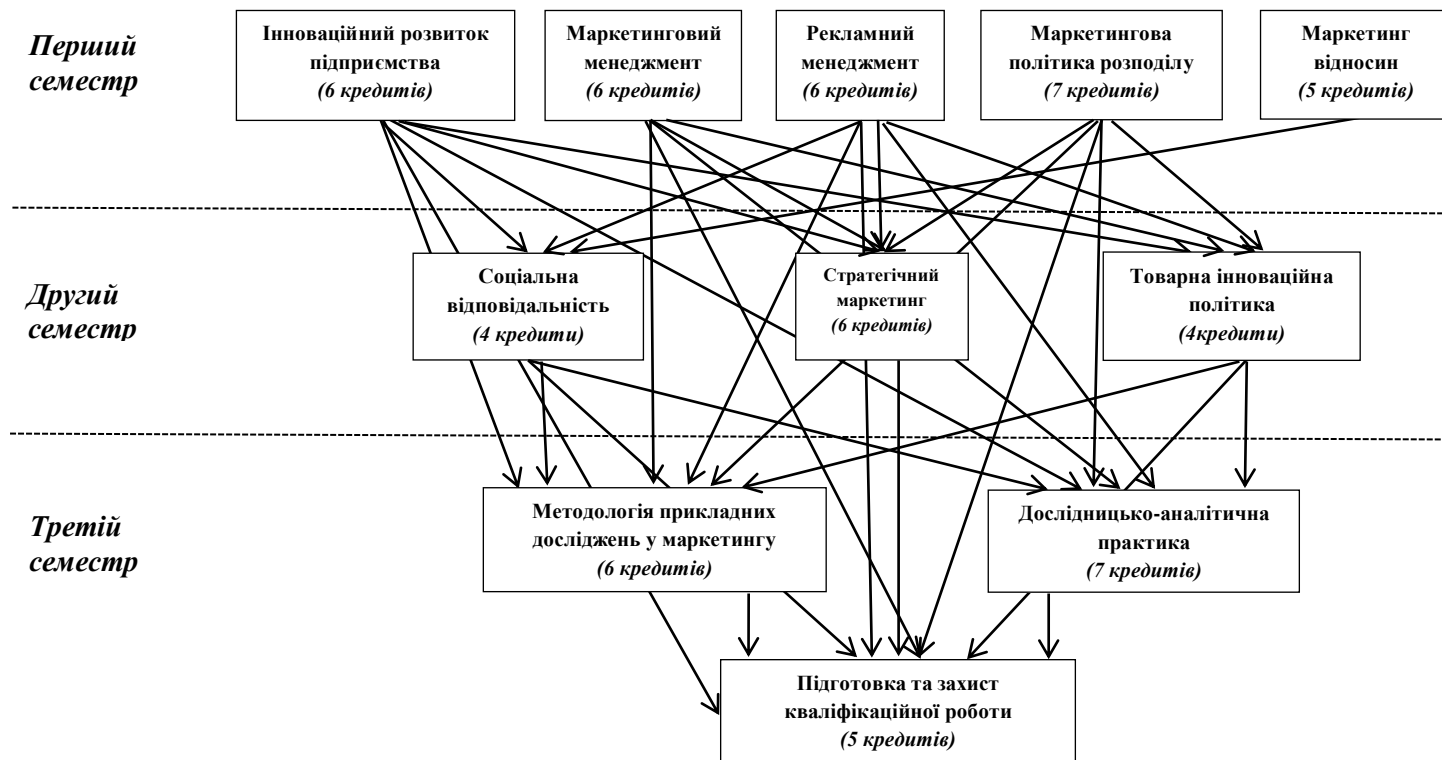 Перший
семестр
Інноваційний розвиток
підприємства
(6 кредитів)
Маркетинговий
менеджмент
(6 кредитів)
Рекламний
менеджмент
(6 кредитів)
Маркетингова
політика розподілу
(7 кредитів)
Маркетинг
відносин
(5 кредитів)
Другий
семестр
Соціальна
відповідальність
(4 кредити)
Стратегічний
маркетинг
(6 кредитів)
Товарна інноваційна
політика
(4кредити)
Третій
семестр
Методологія прикладних
досліджень у маркетингу
(6 кредитів)
Дослідницько-аналітична
практика
(7 кредитів)
Підготовка та захист
кваліфікаційної роботи
(5 кредитів)